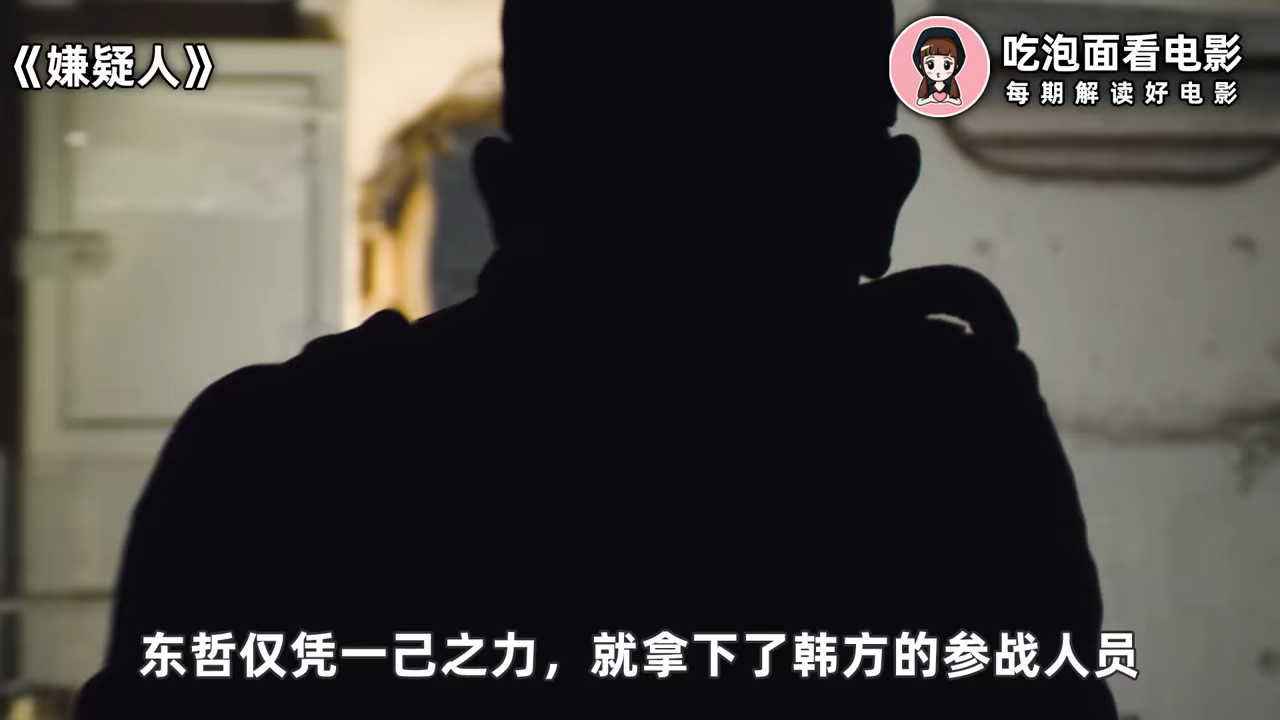 《嫌疑人》
吃泡面看电影
每期解读好电影
东哲仅凭一己之力，就拿下了韩方的参战人员